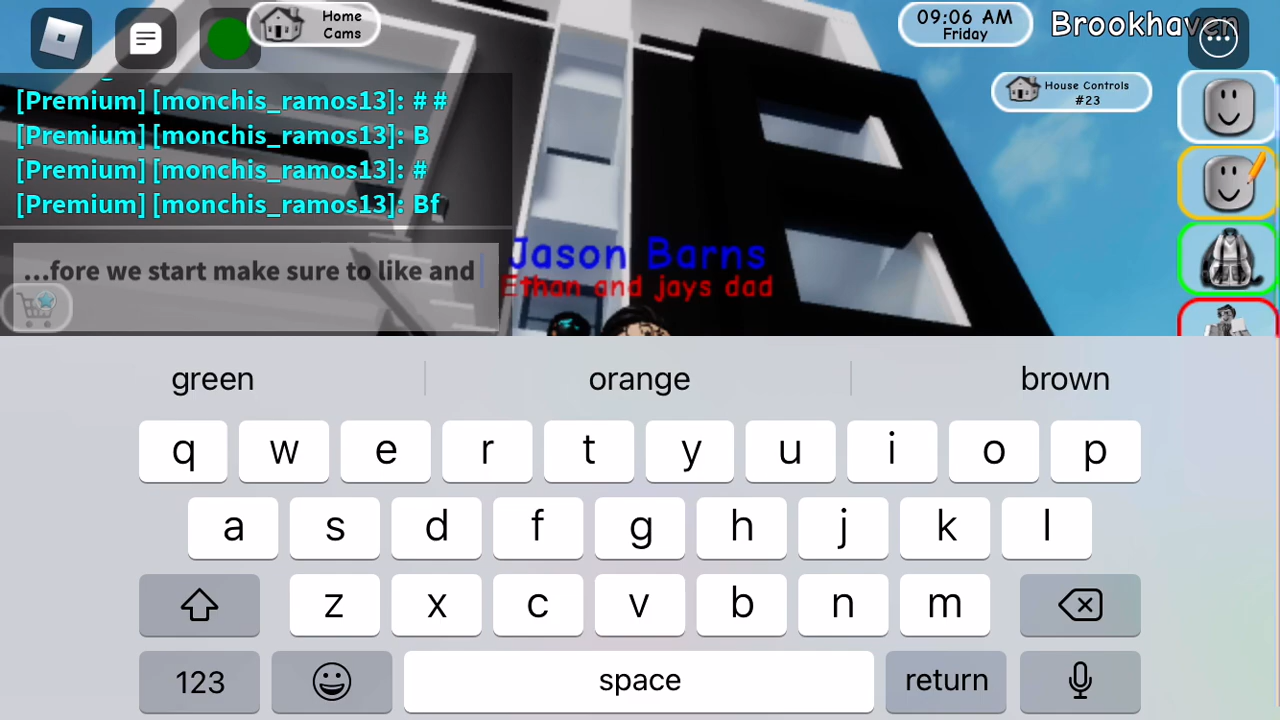 Home
Cams
09:06 AM
Friday
Brookhaven
House Controls
#23
[Premium] [monchis_ramos13]: # #
[Premium] [monchis_ramos13]: B
[Premium] [monchis_ramos13]: #
[Premium] [monchis_ramos13]: Bf
...fore we start make sure to like and
Jason Barns
Ethan and jays dad
green orange brown
q w e r t y u i o p
a s d f g h j k l
z x c v b n m
123 space return